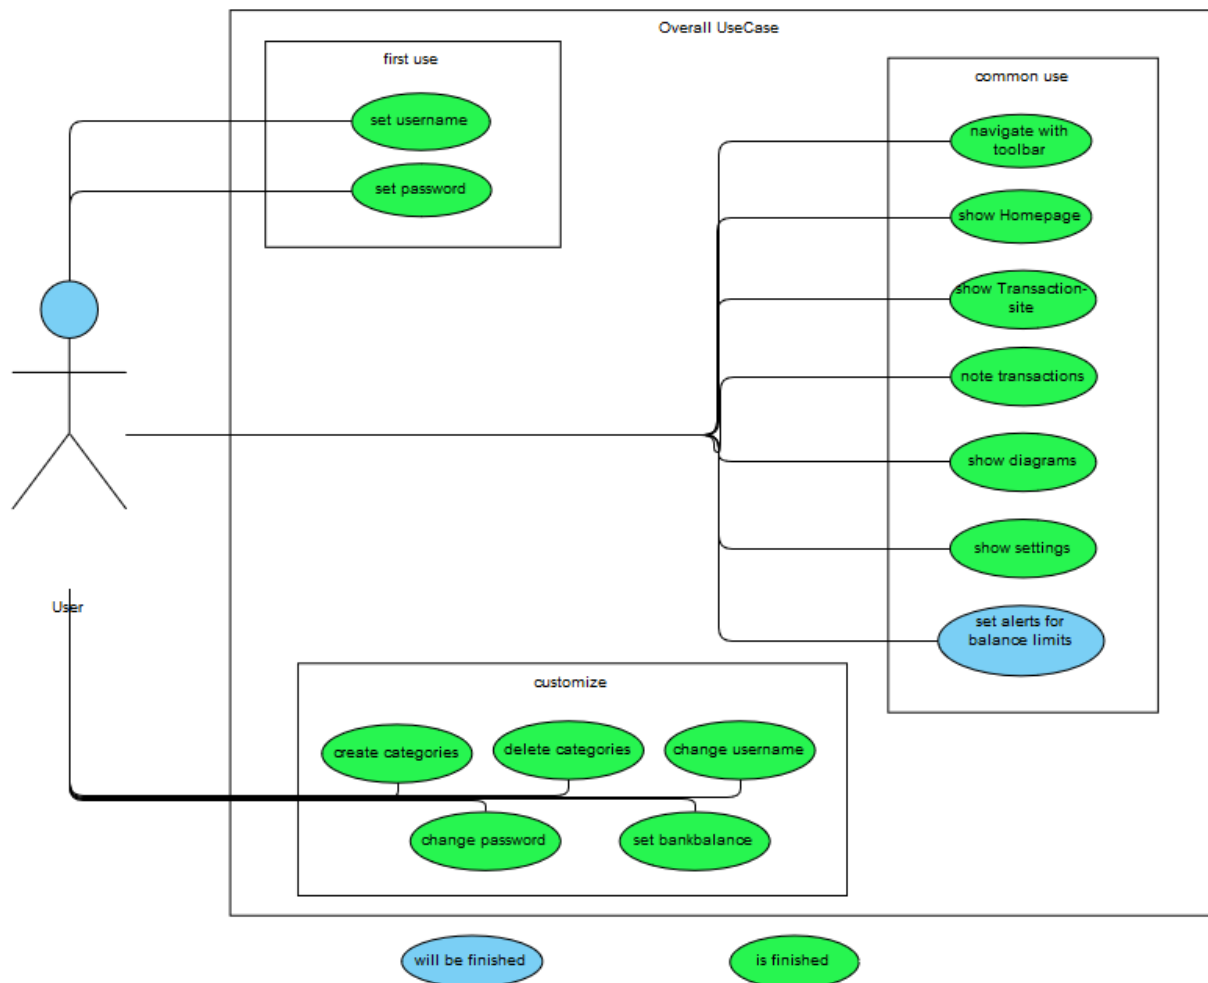 Overall UseCase
first use
set username
set password
common use
navigate with
toolbar
show Homepage
show Transaction-
site
note transactions
show diagrams
show settings
set alerts for
balance limits
User
customize
create categories
delete categories
change username
change password
set bankbalance
will be finished
is finished